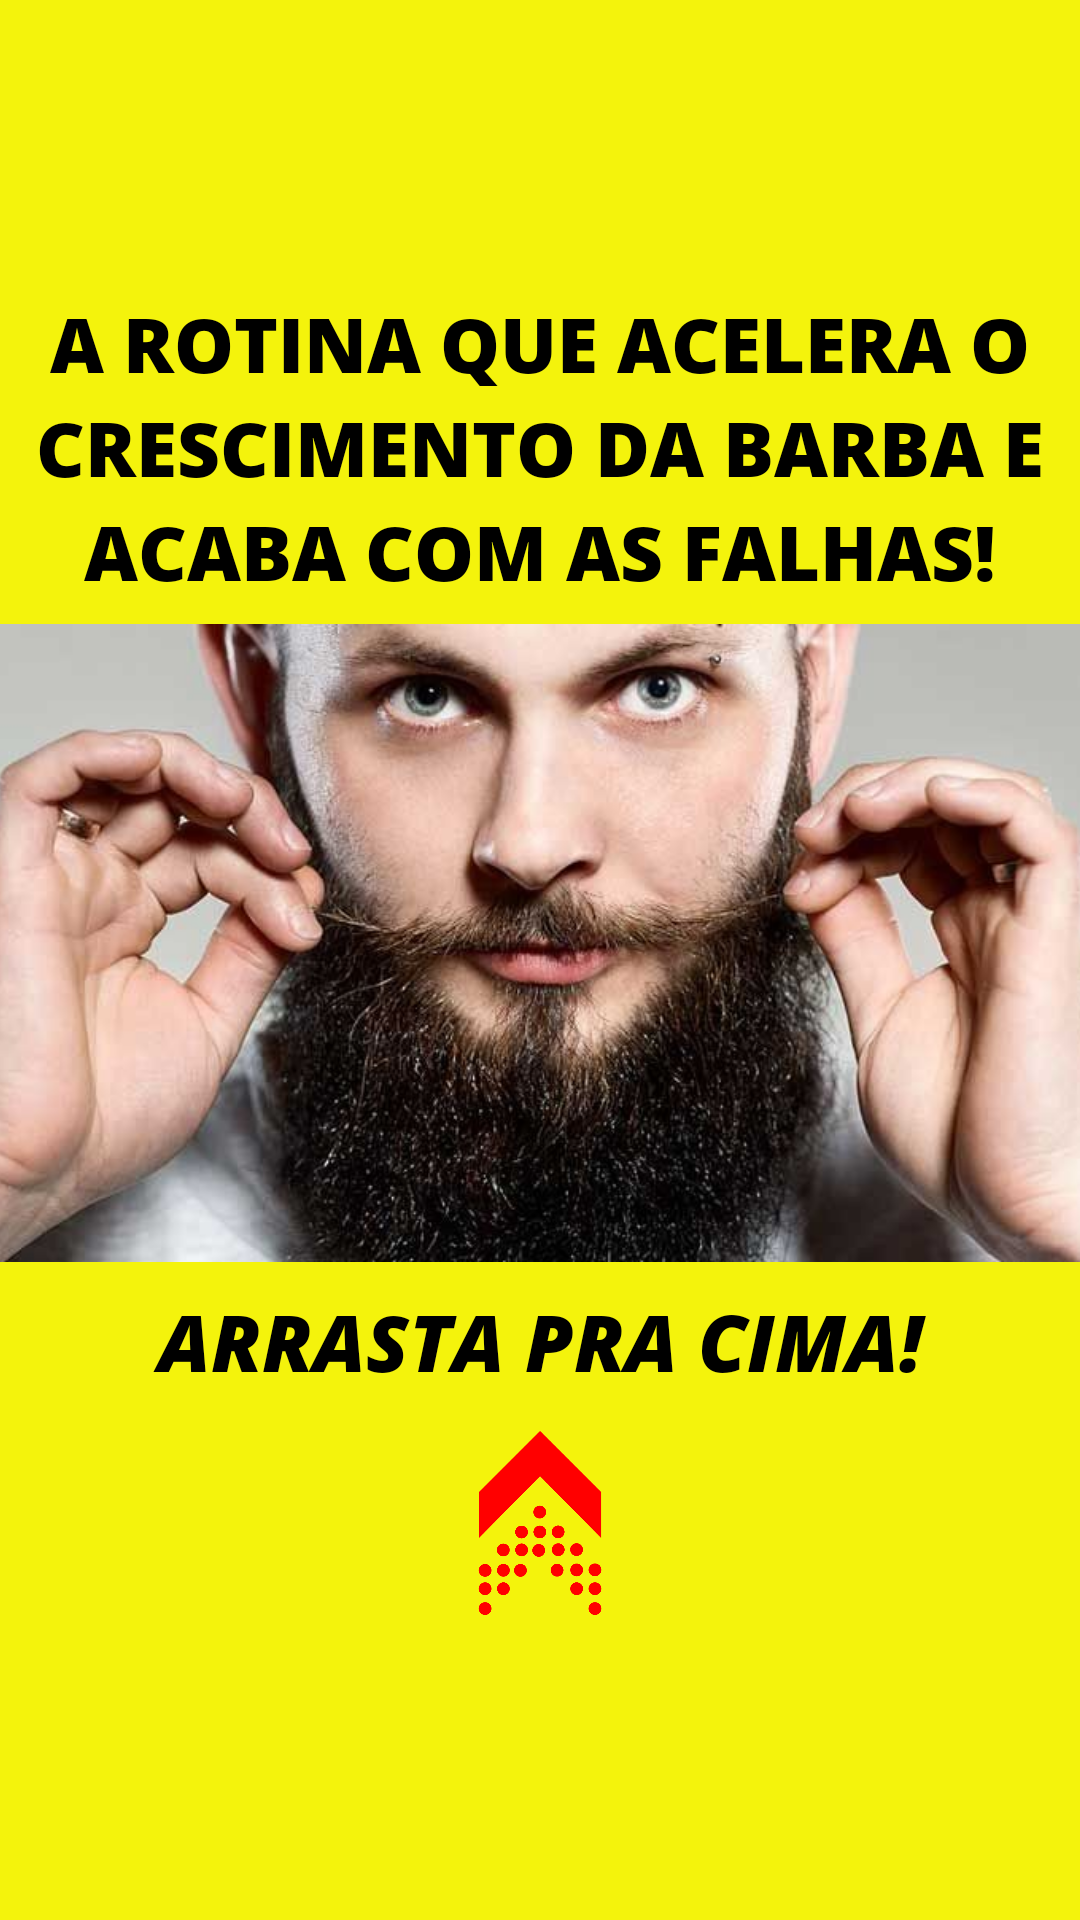 A ROTINA QUE ACELERA O
CRESCIMENTO DA BARBA E
ACABA COM AS FALHAS!
ARRASTA PRA CIMA!